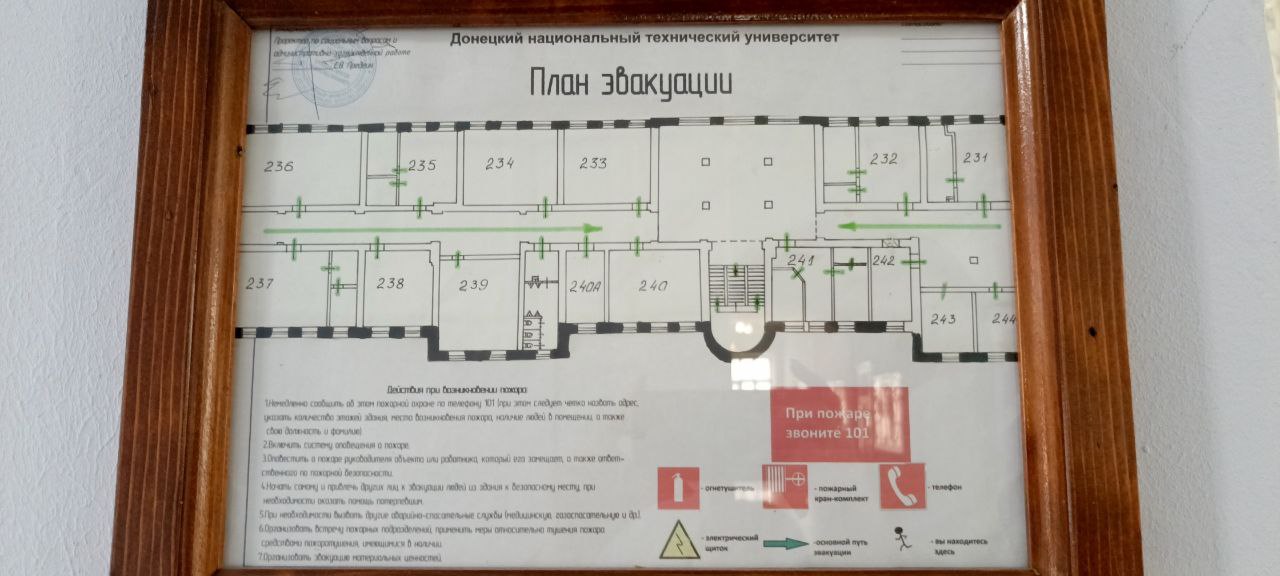 Проректор по социальным вопросам и
административно-хозяйственной работе
Е.В. Предеин
Донецкий национальный технический университет
План эвакуации
236
235
234
233
232
231
237
238
239
240А
240
241
242
243
244
Действия при возникновении пожара
1.Немедленно сообщить об этом пожарной охране по телефону 101 (при этом следует четко назвать адрес,
указать количество этажей здания, место возникновения пожара, наличие людей в помещении, а также
свою должность и фамилию)
2.Включить систему оповещения о пожаре.
3.Оповестить о пожаре руководителя объекта или работника, который его замещает, а также ответ-
ственного по пожарной безопасности.
4.Начать самому и привлечь других лиц к эвакуации людей из здания к безопасному месту, при
необходимости оказать помощь потерпевшим.
5.При необходимости вызвать другие аварийно-спасательные службы (медицинскую, газоспасательную и др.).
6.Организовать встречу пожарных подразделений, применить меры относительно тушения пожара
средствами пожаротушения, имеющимися в наличии.
7.Организовать эвакуацию материальных ценностей.
При пожаре
звоните 101
- огнетушитель
- пожарный
кран-комплект
- телефон
- электрический
щиток
-основной путь
эвакуации
- вы находитесь
здесь